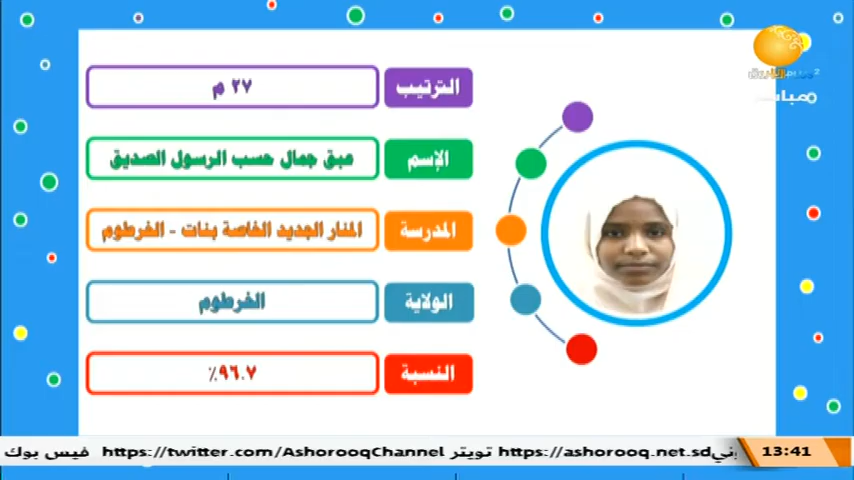 مباشر
الترتيب ٢٧ م
الإسم عبق جمال حسب الرسول الصديق
المدرسة المنار الجديد الخاصة بنات - الخرطوم
الولاية الخرطوم
النسبة ٩٦.٧٪
13:41 https://ashorooq.net.sd تويتر https://twitter.com/AshorooqChannel فيس بوك